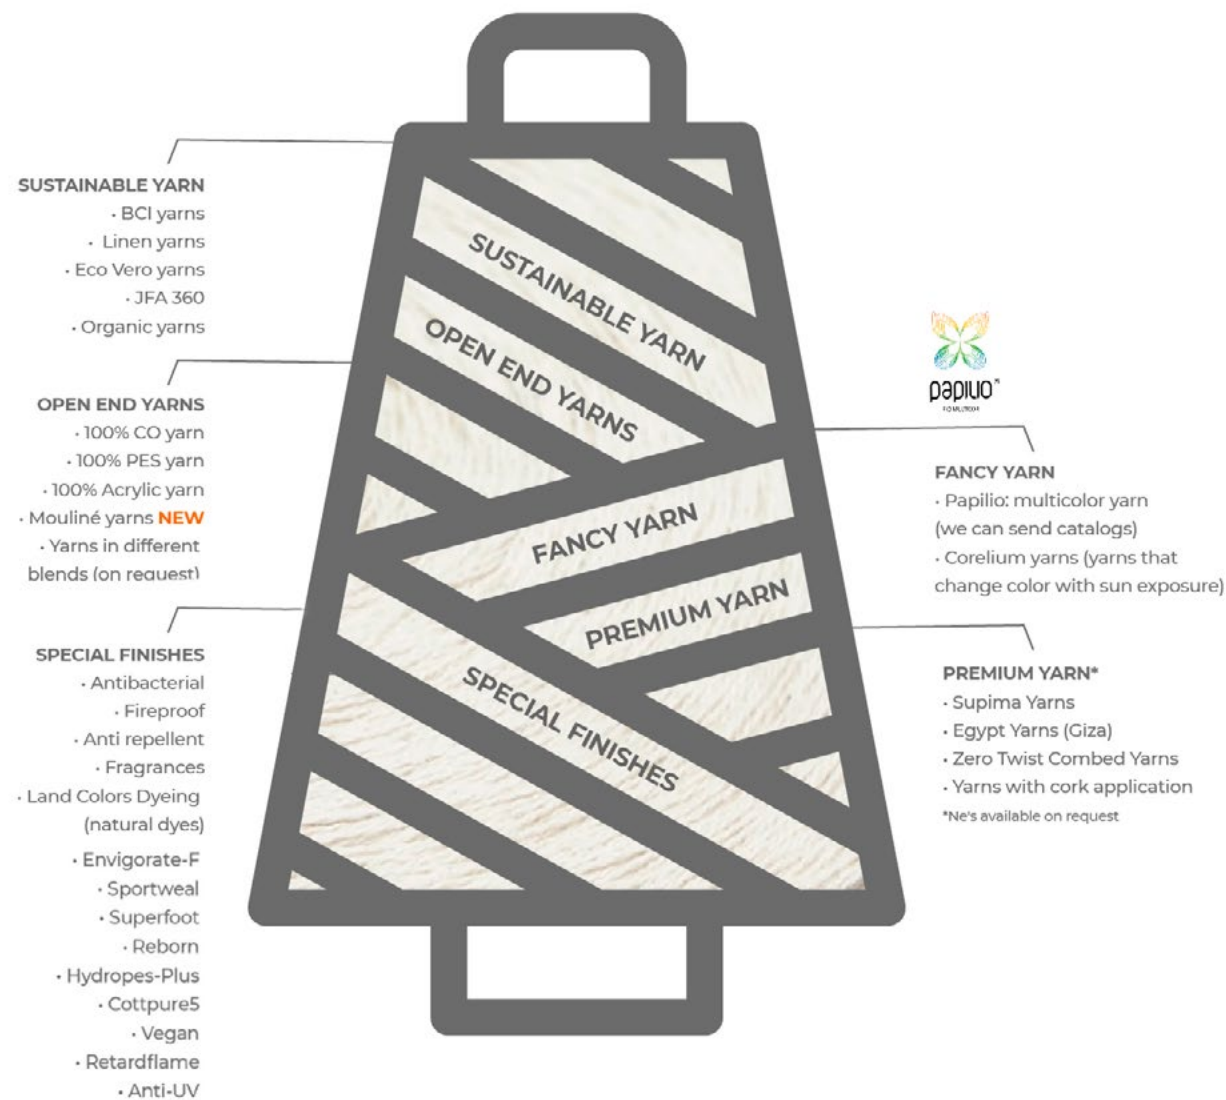 SUSTAINABLE YARN
· BCI yarns
· Linen yarns
· Eco Vero yarns
· JFA 360
· Organic yarns
OPEN END YARNS
· 100% CO yarn
· 100% PES yarn
· 100% Acrylic yarn
· Mouliné yarns NEW
· Yarns in different
blends (on request)
SPECIAL FINISHES
· Antibacterial
· Fireproof
· Anti repellent
· Fragrances
· Land Colors Dyeing
(natural dyes)
· Envigorate-F
· Sportweal
· Superfoot
· Reborn
· Hydropes-Plus
· Cottpure5
· Vegan
· Retardflame
· Anti-UV
SUSTAINABLE YARN
OPEN END YARNS
FANCY YARN
PREMIUM YARN
SPECIAL FINISHES
papilio
FANCY YARN
· Papilio: multicolor yarn
(we can send catalogs)
· Corelium yarns (yarns that
change color with sun exposure)
PREMIUM YARN*
· Supima Yarns
· Egypt Yarns (Giza)
· Zero Twist Combed Yarns
· Yarns with cork application
*Ne's available on request